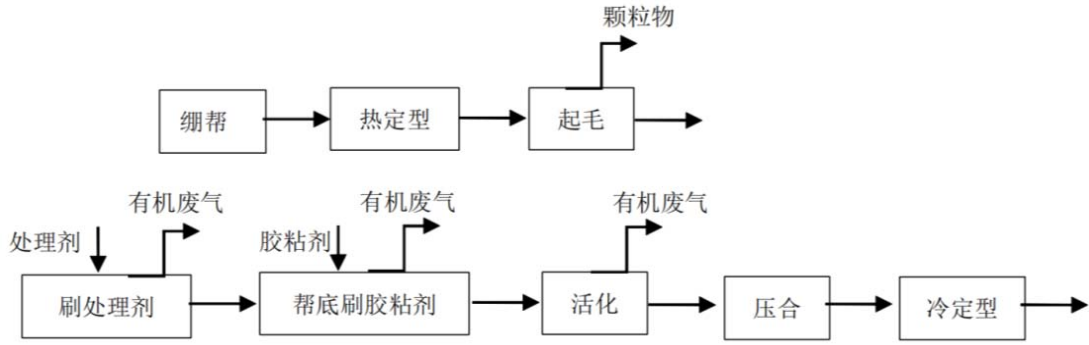 颗粒物
绷帮
热定型
起毛
有机废气
有机废气
有机废气
处理剂
胶粘剂
刷处理剂
帮底刷胶粘剂
活化
压合
冷定型